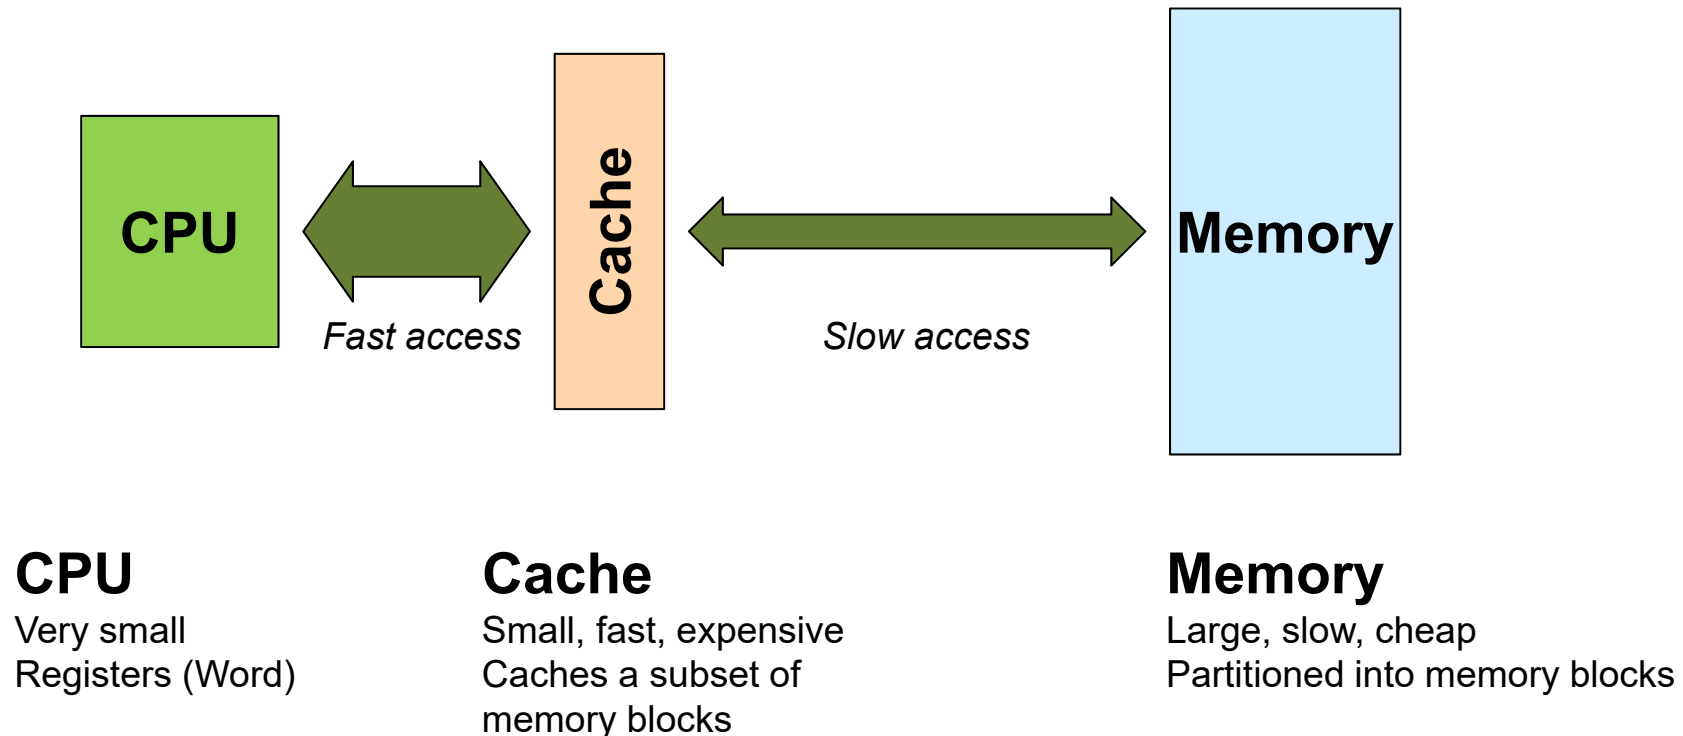 CPU
Cache
Memory
Fast access
Slow access
CPU
Very small
Registers (Word)
Cache
Small, fast, expensive
Caches a subset of
memory blocks
Memory
Large, slow, cheap
Partitioned into memory blocks